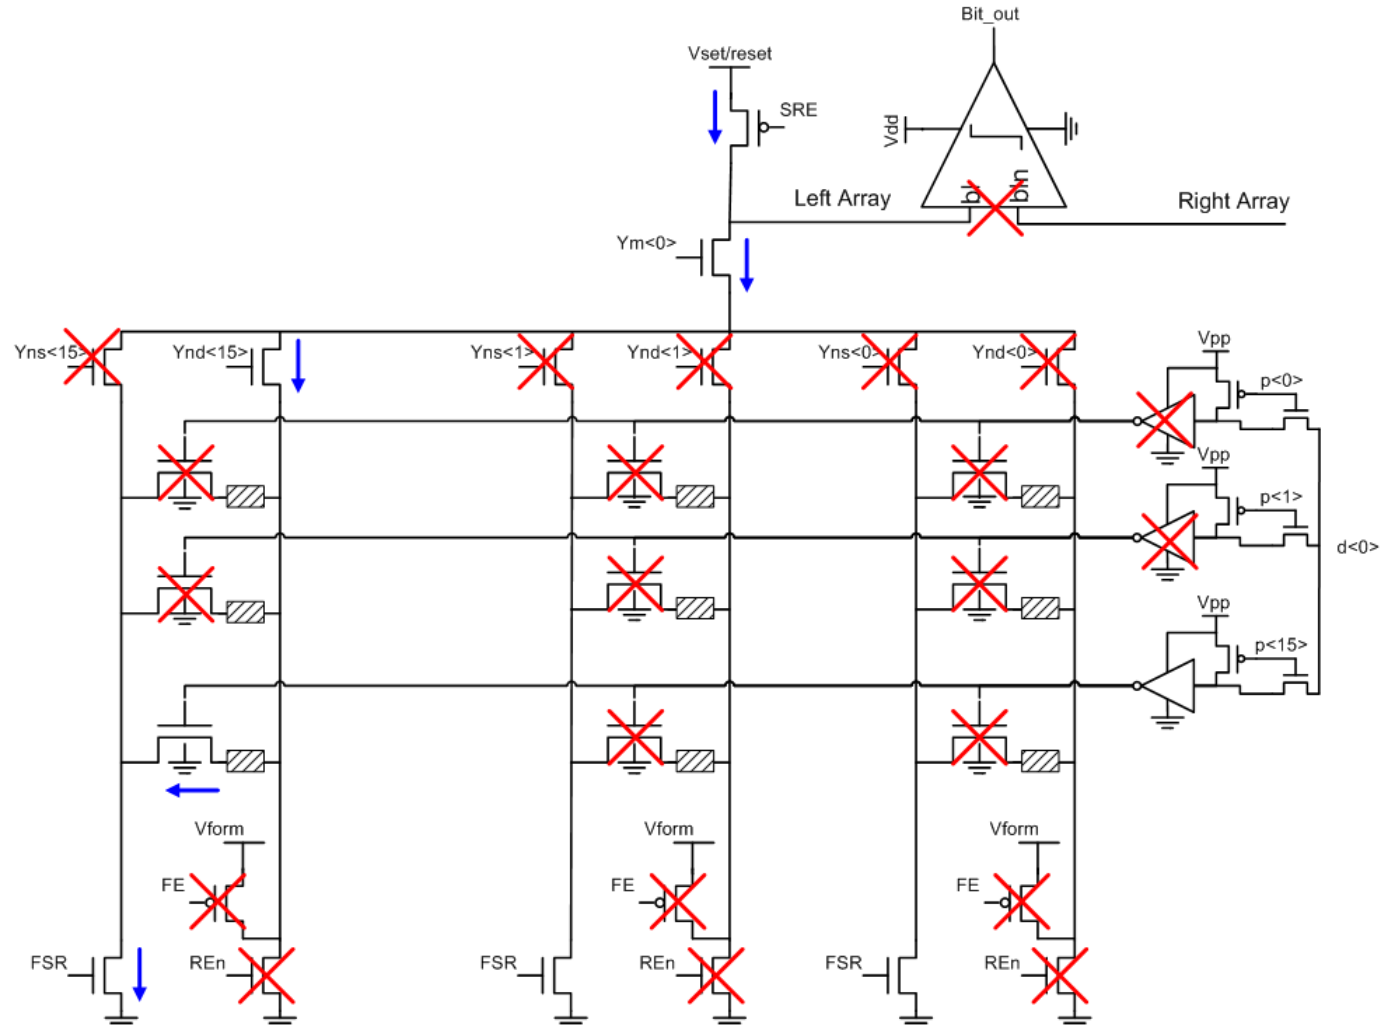 Bit_out
Vset/reset
SRE
Vdd
bl
bln
Left Array
Right Array
Ym<0>
Yns<15>
Ynd<15>
Yns<1>
Ynd<1>
Yns<0>
Ynd<0>
Vpp
p<0>
Vpp
p<1>
d<0>
Vpp
p<15>
Vform
Vform
Vform
FE
FE
FE
FSR
REn
FSR
REn
FSR
REn